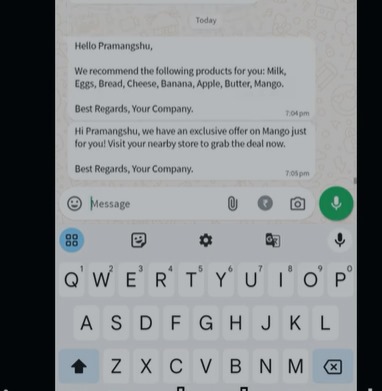 Today
Hello Pramangshu,
We recommend the following products for you: Milk,
Eggs, Bread, Cheese, Banana, Apple, Butter, Mango.
Best Regards, Your Company.
7:04 pm
Hi Pramangshu, we have an exclusive offer on Mango just
for you! Visit your nearby store to grab the deal now.
Best Regards, Your Company.
7:05 pm
Message
1 2 3 4 5 6 7 8 9 0
Q W E R T Y U I O P
A S D F G H J K L
Z X C V B N M